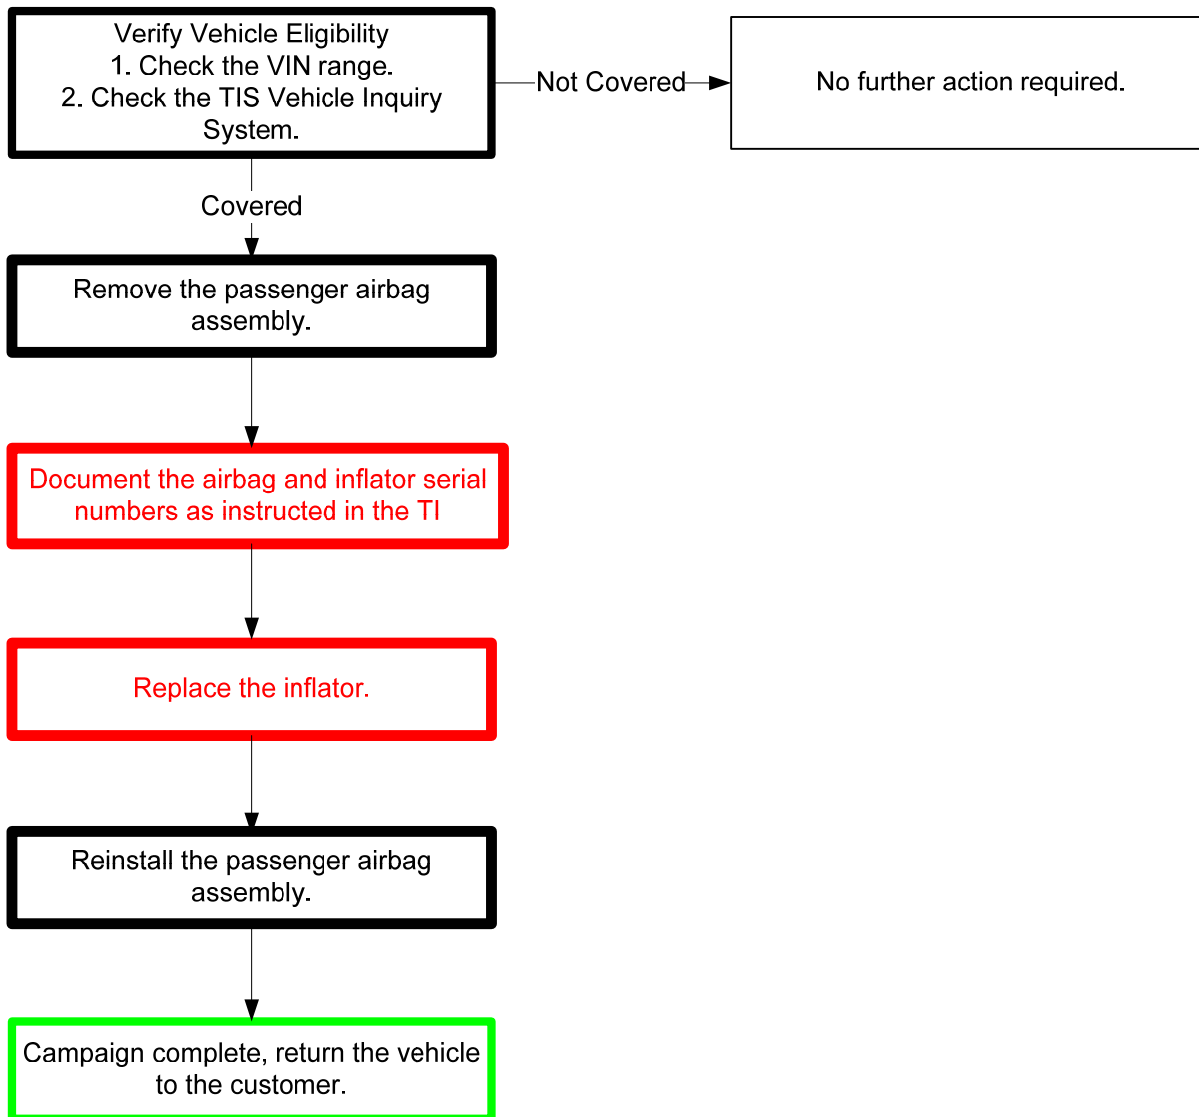 Verify Vehicle Eligibility
1. Check the VIN range.
2. Check the TIS Vehicle Inquiry
System.
Not Covered
No further action required.
Covered
Remove the passenger airbag
assembly.
Document the airbag and inflator serial
numbers as instructed in the TI
Replace the inflator.
Reinstall the passenger airbag
assembly.
Campaign complete, return the vehicle
to the customer.